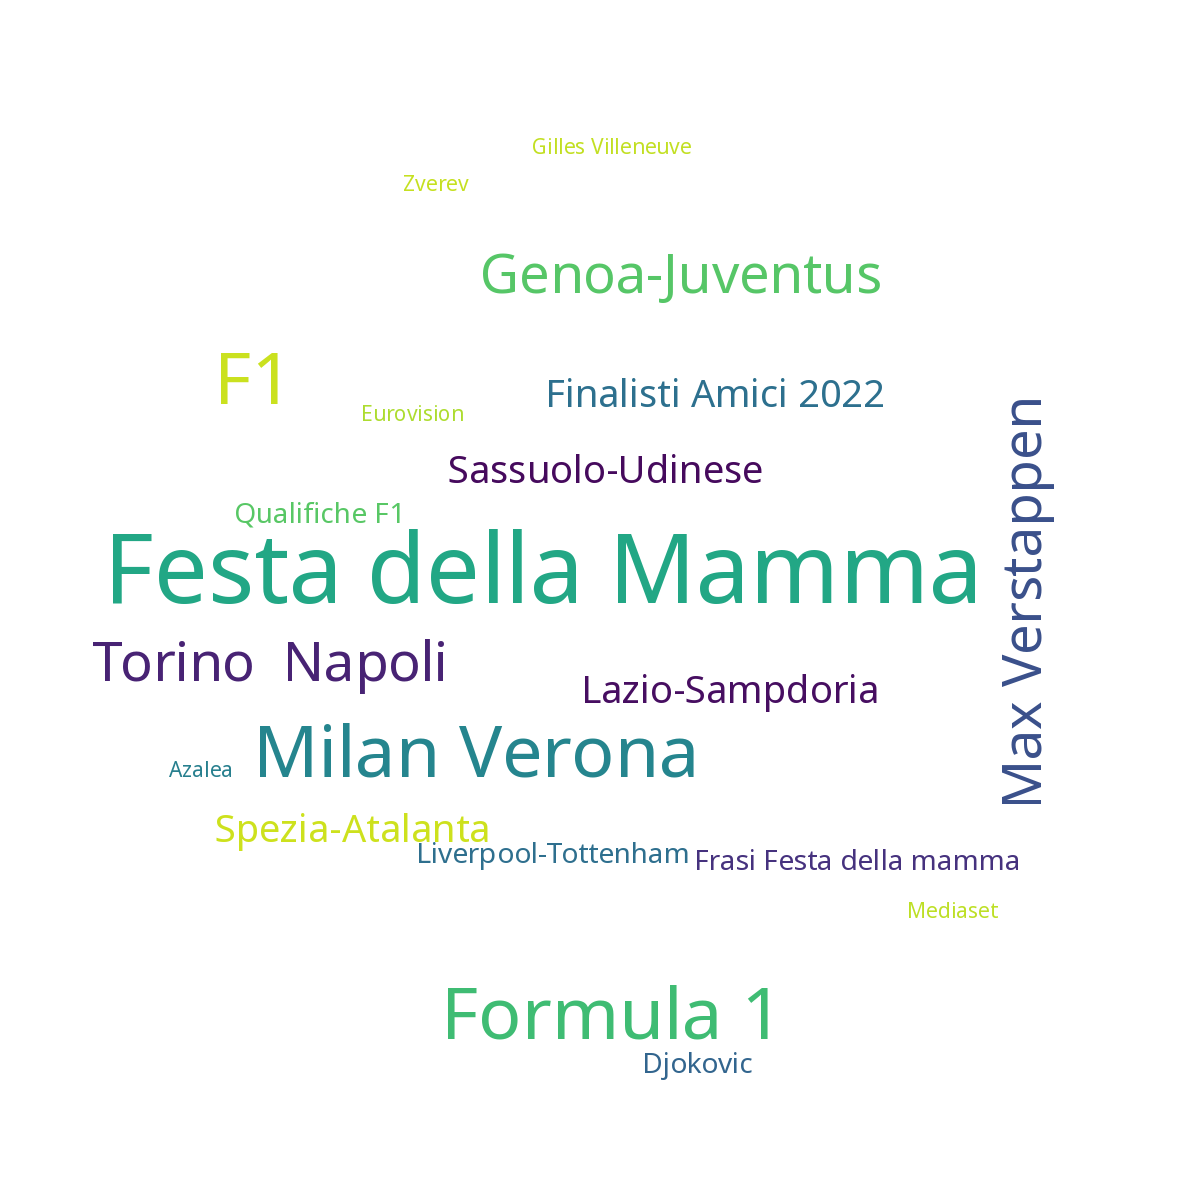 Gilles Villeneuve
Zverev
Genoa-Juventus
F1
Finalisti Amici 2022
Eurovision
Max Verstappen
Sassuolo-Udinese
Qualifiche F1
Festa della Mamma
Torino  Napoli
Lazio-Sampdoria
Milan Verona
Azalea
Spezia-Atalanta
Liverpool-Tottenham
Frasi Festa della mamma
Mediaset
Formula 1
Djokovic